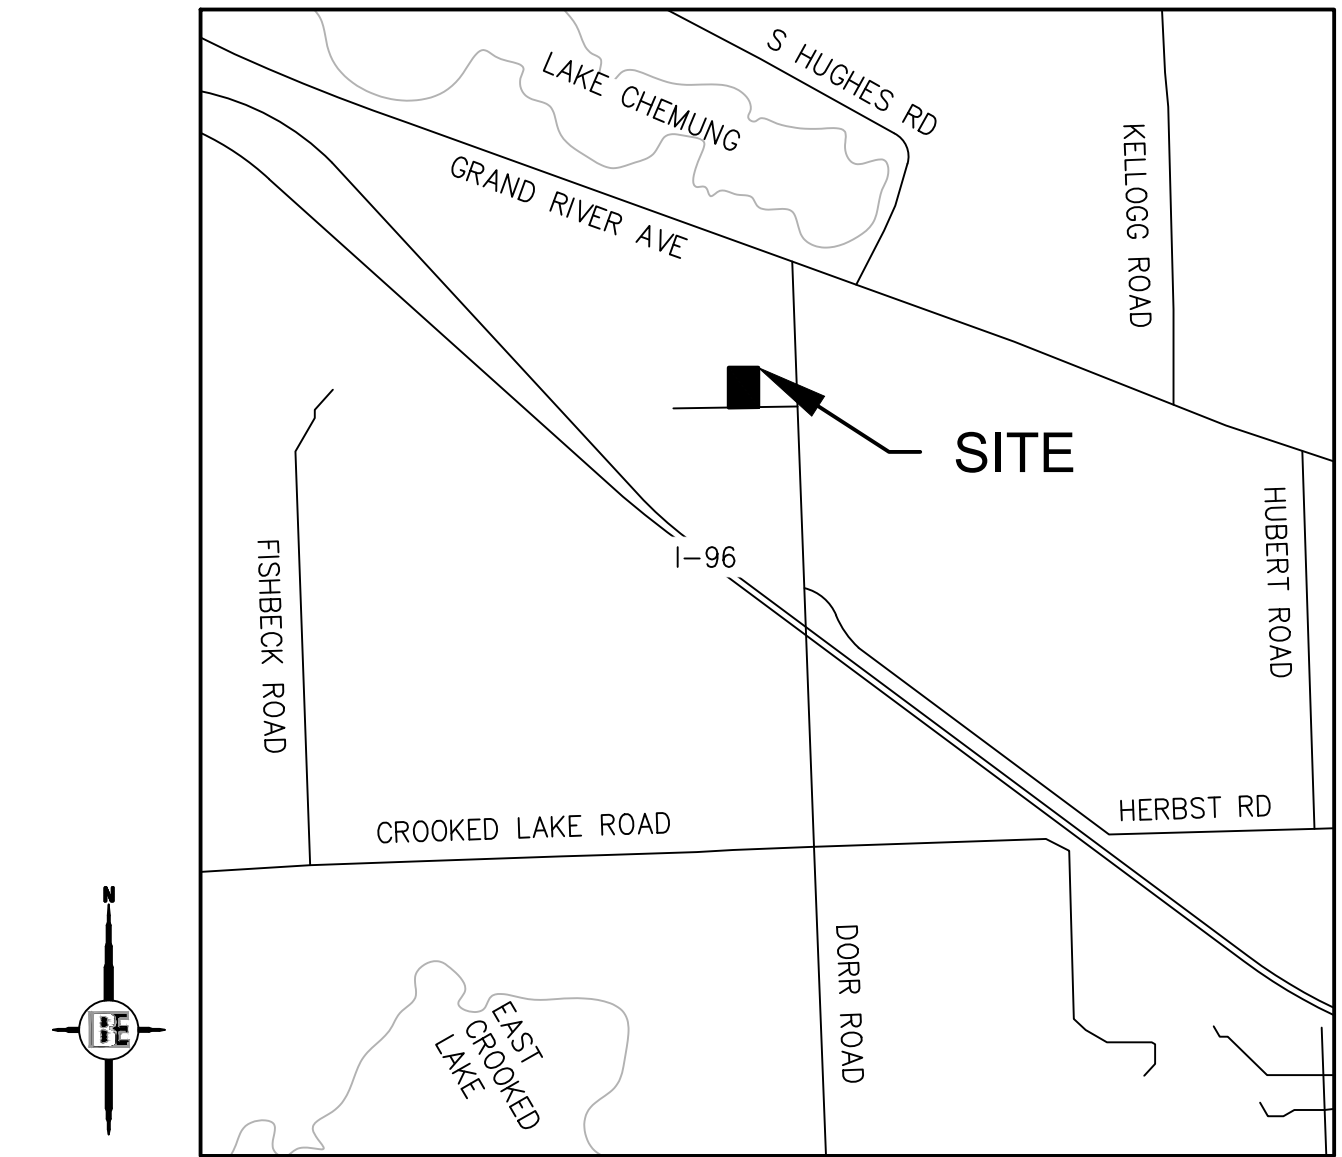 S HUGHES RD
LAKE CHEMUNG
KELLOGG ROAD
GRAND RIVER AVE
SITE
HUBERT ROAD
I-96
FISHBECK ROAD
HERBST RD
CROOKED LAKE ROAD
N
DORR ROAD
BE
EAST
CROOKED
LAKE